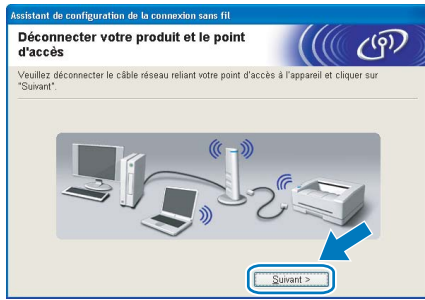 Assistant de configuration de la connexion sans fil
Déconnecter votre produit et le point
d'accès
Veuillez déconnecter le câble réseau reliant votre point d'accès à l'appareil et cliquer sur
"Suivant".
Suivant >